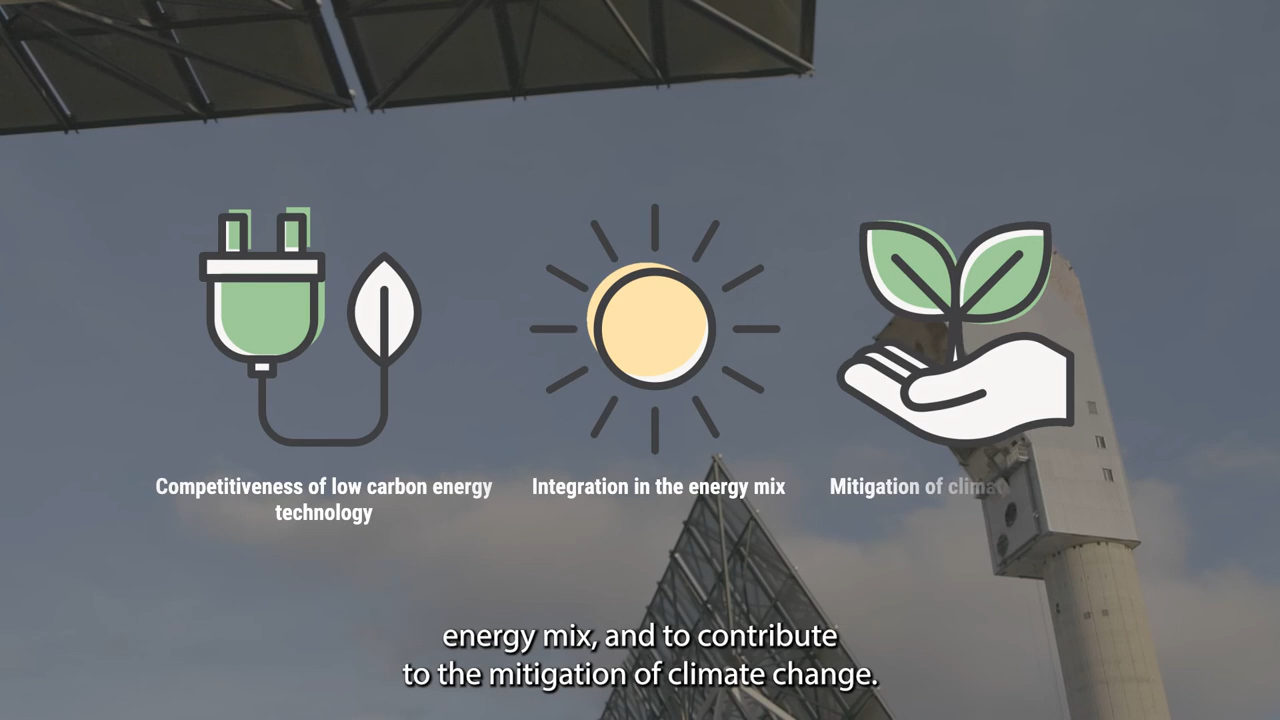 Competitiveness of low carbon energy
technology
Integration in the energy mix
Mitigation of clima
energy mix, and to contribute
to the mitigation of climate change.